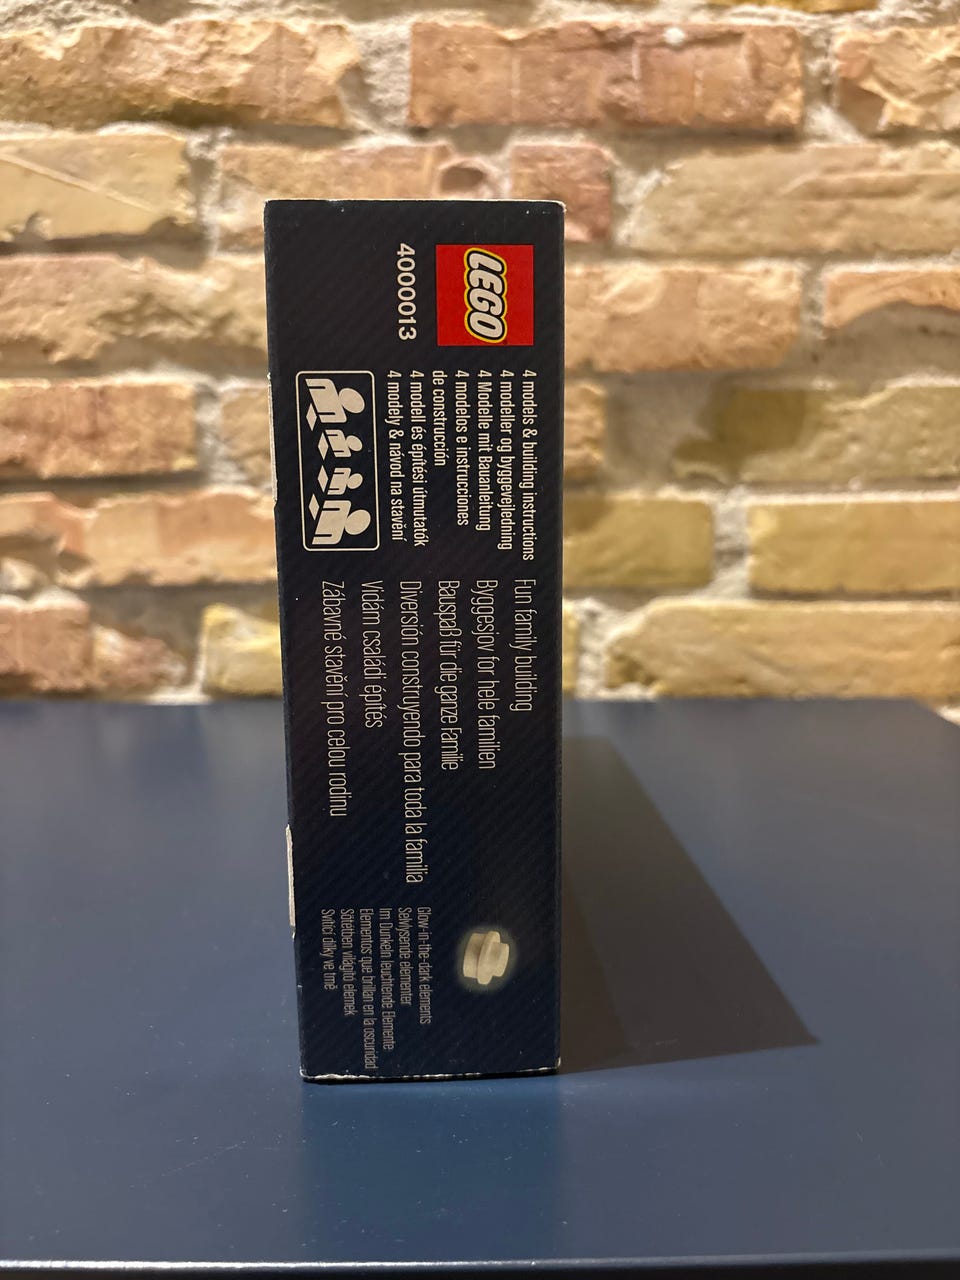 LEGO
4000013
4 models & building instructions
4 modeller og byggevejledning
4 Modelle mit Bauanleitung
4 modelos e instrucciones
de construcción
4 modell és építési útmutatók
4 modely & návod na stavění
Fun family building
Byggesjov for hele familien
Bauspaß für die ganze Familie
Diversión construyendo para toda la familia
Vidám családi építés
Zábavné stavění pro celou rodinu
Glow-in-the-dark elements
Selvlysende elementer
Im Dunkeln leuchtende Elemente
Elementos que brillan en la oscuridad
Sötétben világító elemek
Svítící dílky ve tmě